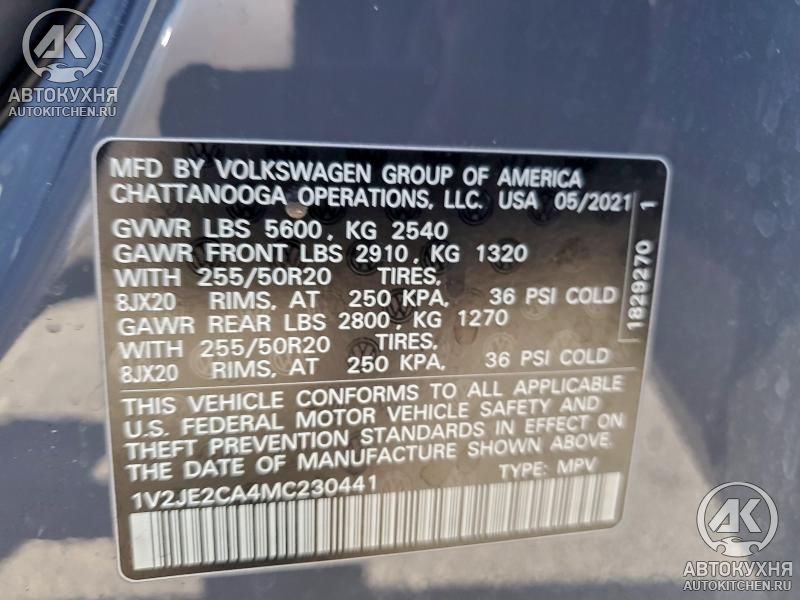 АК
АВТОКУХНЯ
AUTOKITCHEN.RU
MFD BY VOLKSWAGEN GROUP OF AMERICA
CHATTANOOGA OPERATIONS, LLC. USA 05/2021
GVWR LBS 5600, KG 2540
GAWR FRONT LBS 2910, KG 1320
WITH 255/50R20 TIRES,
8JX20 RIMS, AT 250 KPA, 36 PSI COLD
GAWR REAR LBS 2800, KG 1270
WITH 255/50R20 TIRES,
8JX20 RIMS, AT 250 KPA, 36 PSI COLD
1829270 1
THIS VEHICLE CONFORMS TO ALL APPLICABLE
U.S. FEDERAL MOTOR VEHICLE SAFETY AND
THEFT PREVENTION STANDARDS IN EFFECT ON
THE DATE OF MANUFACTURE SHOWN ABOVE.
1V2JE2CA4MC230441 TYPE: MPV
АК
АВТОКУХНЯ
AUTOKITCHEN.RU